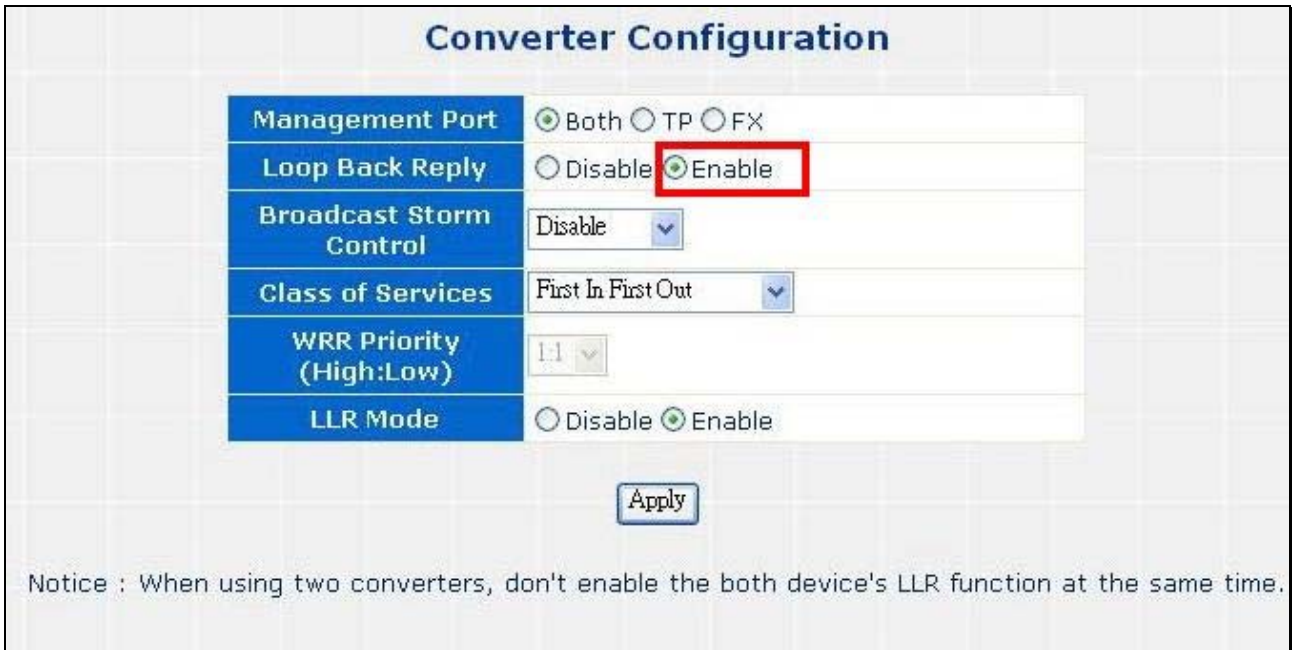 Converter Configuration
Management Port Both TP FX
Loop Back Reply Disable Enable
Broadcast Storm
Control
Disable
Class of Services First In First Out
WRR Priority
(High:Low)
1:1
LLR Mode Disable Enable
Apply
Notice : When using two converters, don't enable the both device's LLR function at the same time.